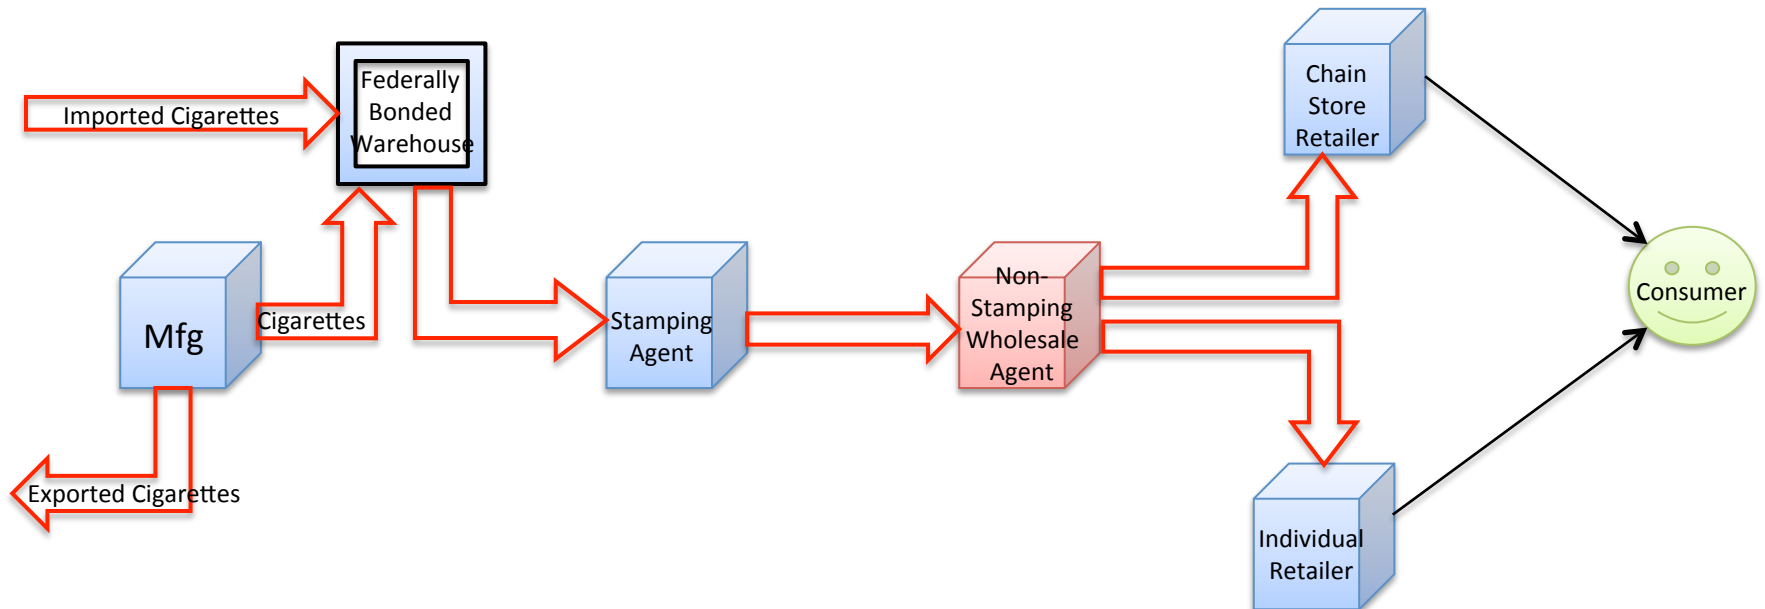 Imported Cigarettes
Federally
Bonded
Warehouse
Mfg
Cigarettes
Exported Cigarettes
Stamping
Agent
Non-
Stamping
Wholesale
Agent
Chain
Store
Retailer
Individual
Retailer
Consumer